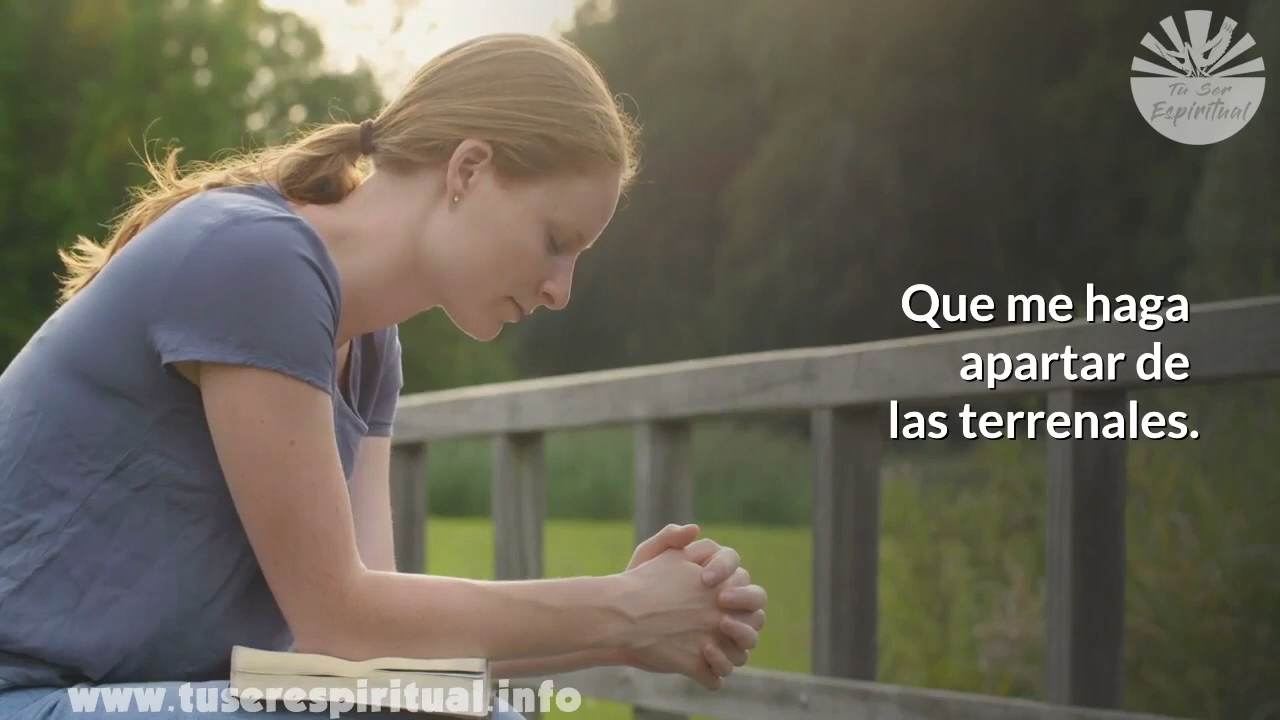 Tu Ser
Espiritual
Que me haga
apartar de
las terrenales.
www.tuserespiritual.info